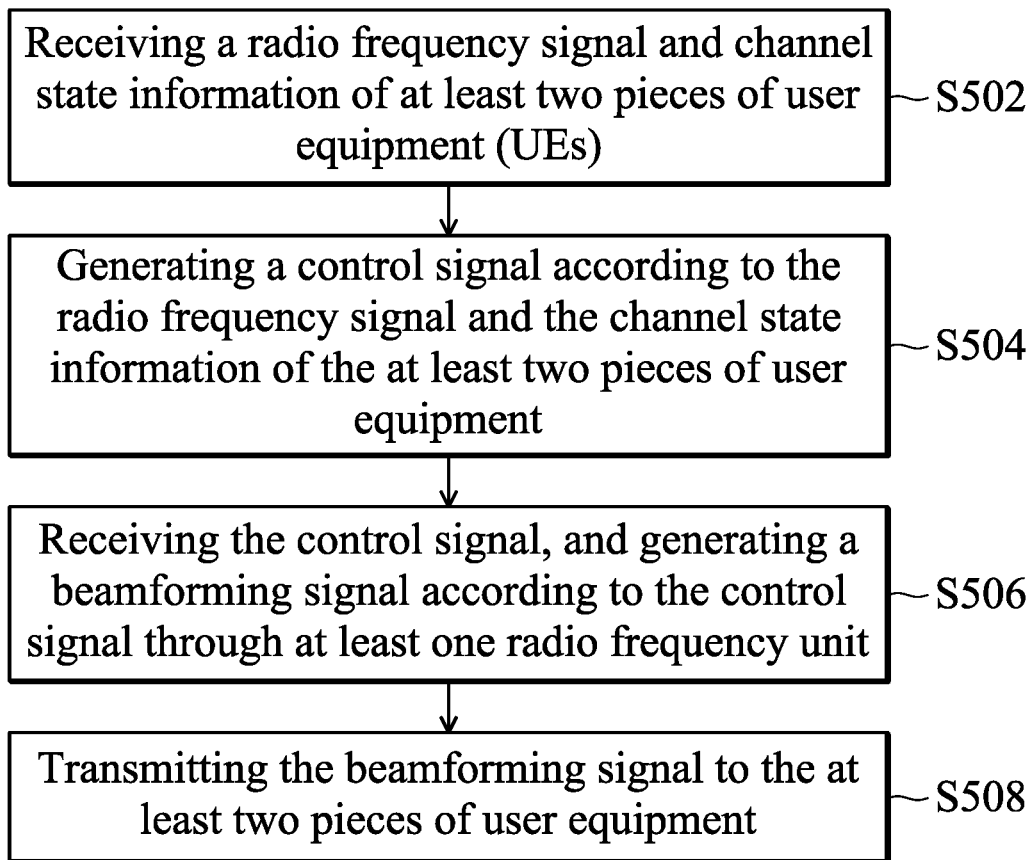 Receiving a radio frequency signal and channel
state information of at least two pieces of user
equipment (UEs)
S502
Generating a control signal according to the
radio frequency signal and the channel state
information of the at least two pieces of user
equipment
S504
Receiving the control signal, and generating a
beamforming signal according to the control
signal through at least one radio frequency unit
S506
Transmitting the beamforming signal to the at
least two pieces of user equipment
S508